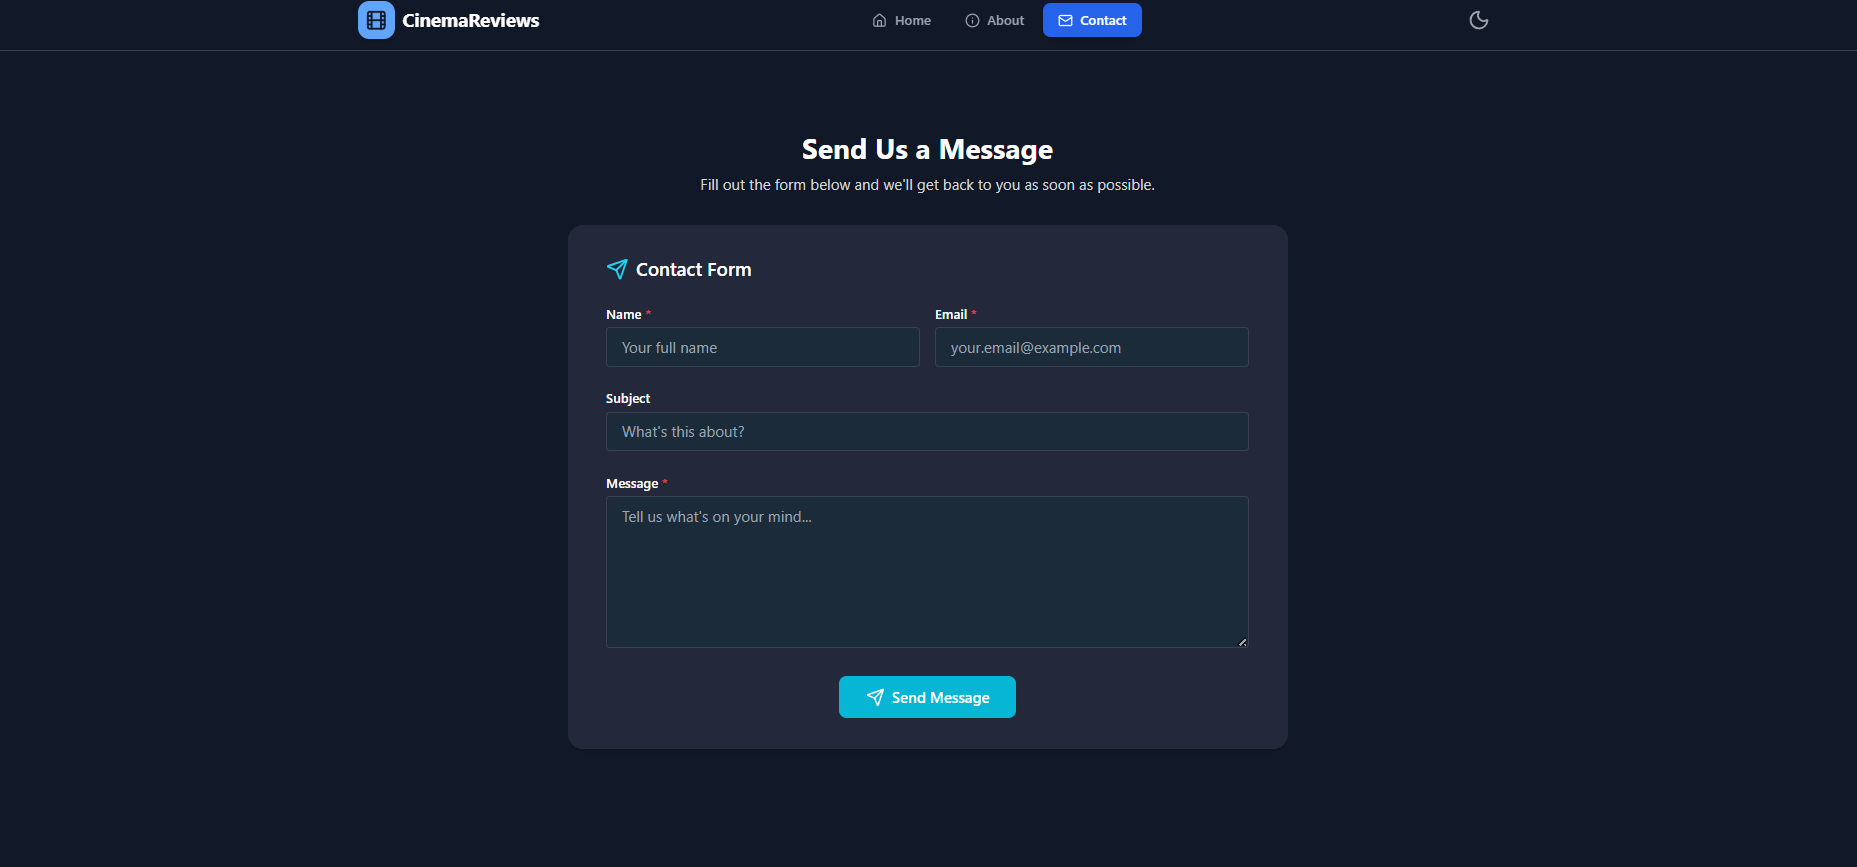 CinemaReviews
Home
About
Contact
Send Us a Message
Fill out the form below and we'll get back to you as soon as possible.
Contact Form
Name *
Email *
Your full name
your.email@example.com
Subject
What's this about?
Message *
Tell us what's on your mind...
Send Message